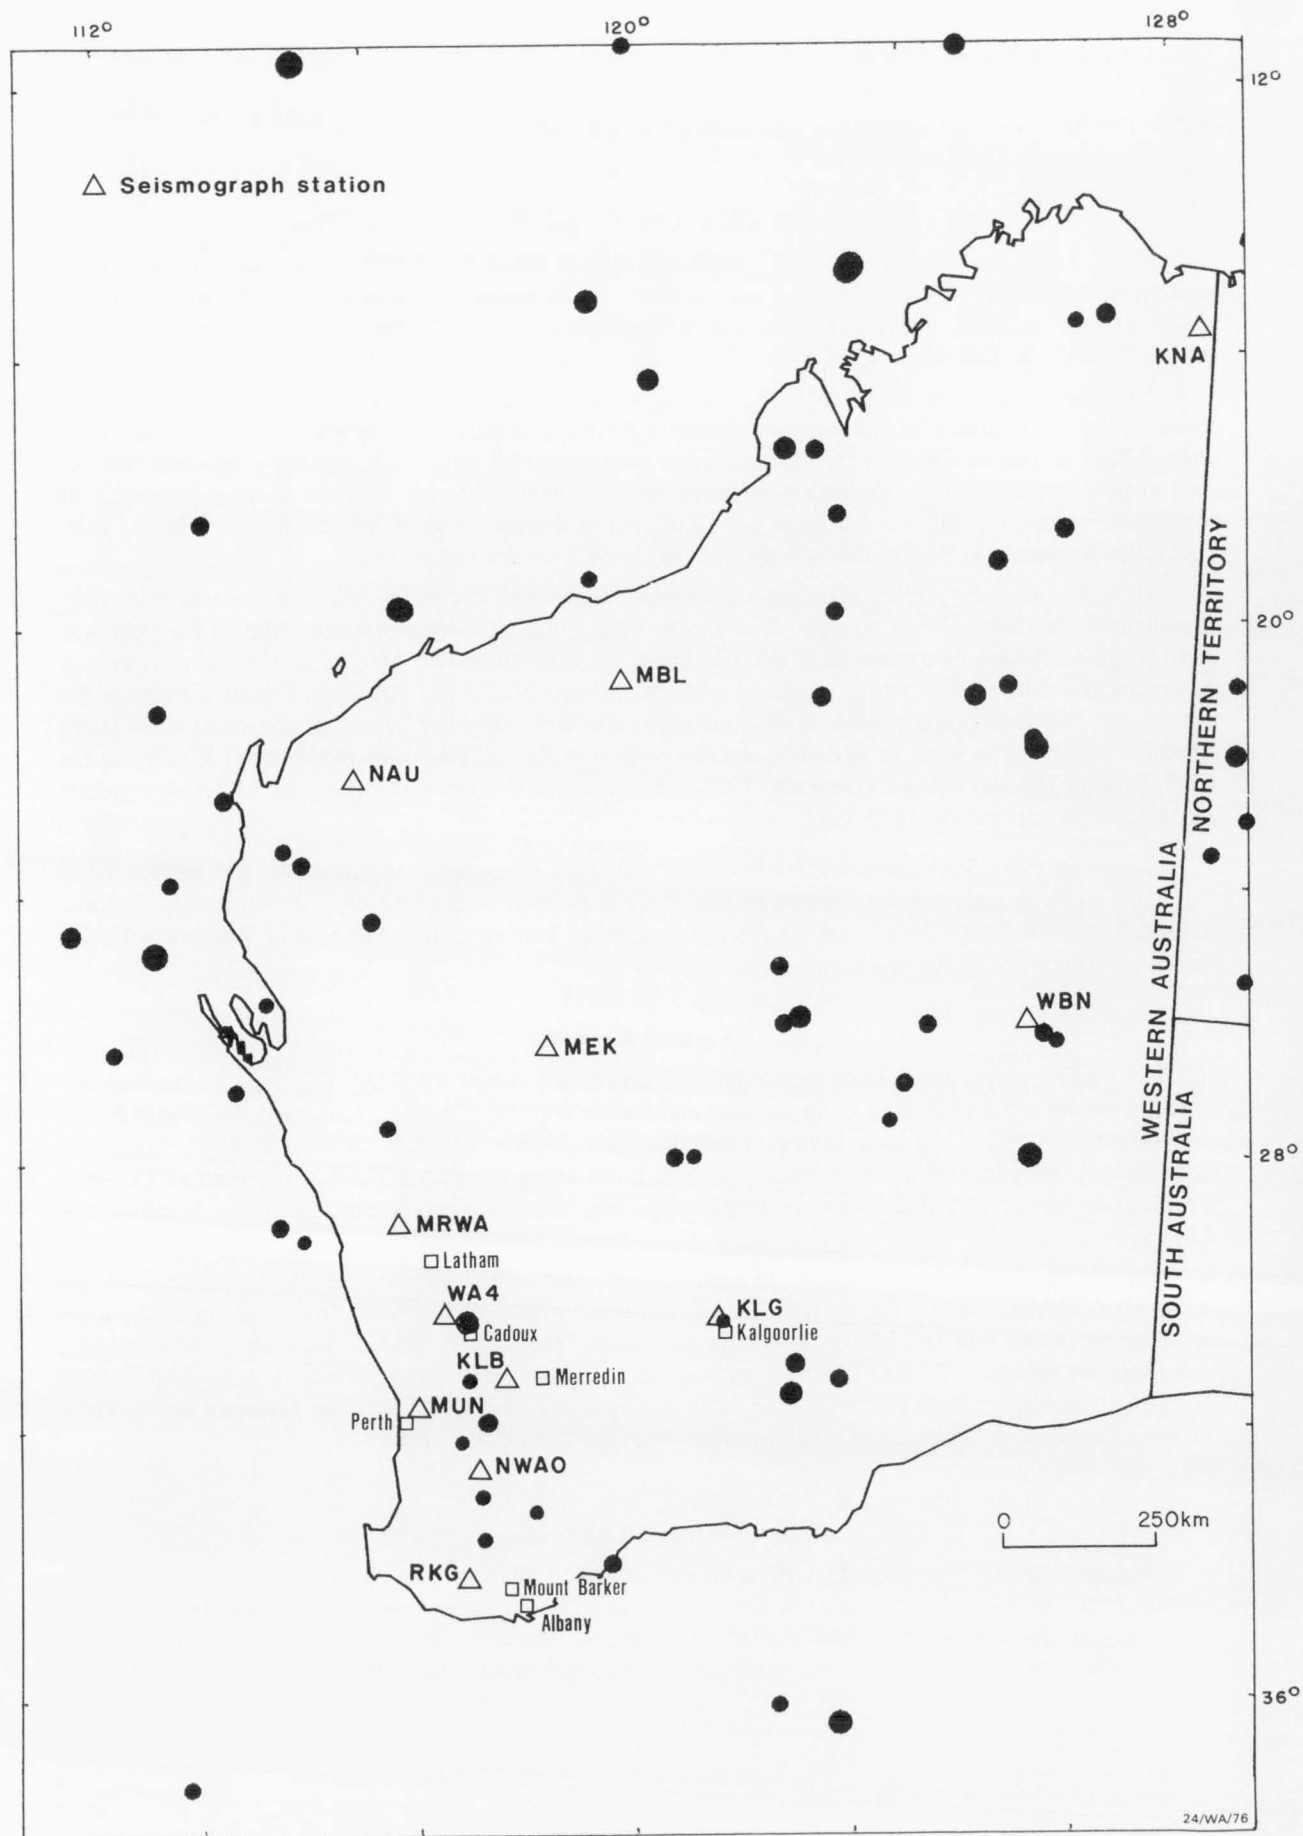 112° 120° 128°
12°
△ Seismograph station
KNA
NORTHERN TERRITORY
20°
MBL
NAU
WESTERN AUSTRALIA
WBN
MEK
28°
SOUTH AUSTRALIA
MRWA
Latham
WA4
Cadoux
KLG
Kalgoorlie
KLB
Merredin
MUN
Perth
NWAO
0 250km
RKG
Mount Barker
Albany
36°
24/WA/76